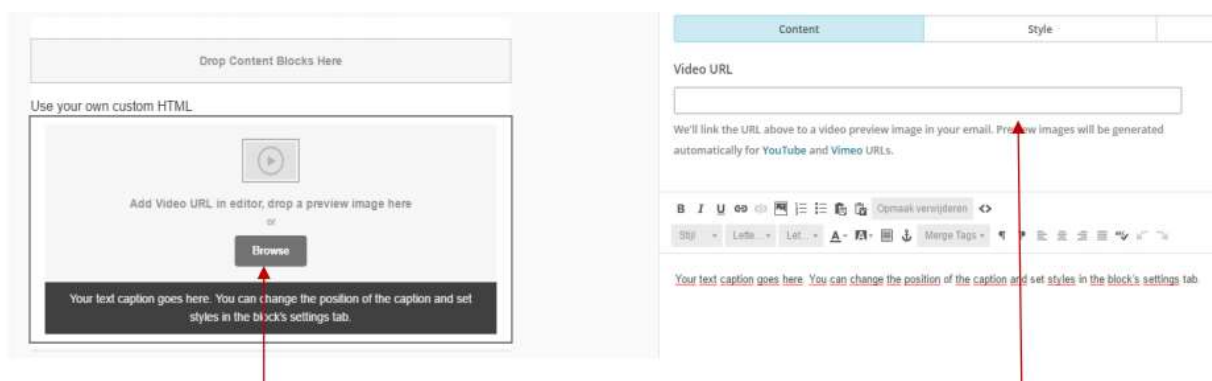 Drop Content Blocks Here
Use your own custom HTML
Add Video URL in editor, drop a preview image here
or
Browse
Your text caption goes here. You can change the position of the caption and set
styles in the block's settings tab.
Content
Style
Video URL
We'll link the URL above to a video preview image in your email. Preview images will be generated
automatically for YouTube and Vimeo URLs.
B I U
Opmaak verwijderen
Stijl Lette... Let... A A Merge Tags
Your text caption goes here. You can change the position of the caption and set styles in the block's settings tab